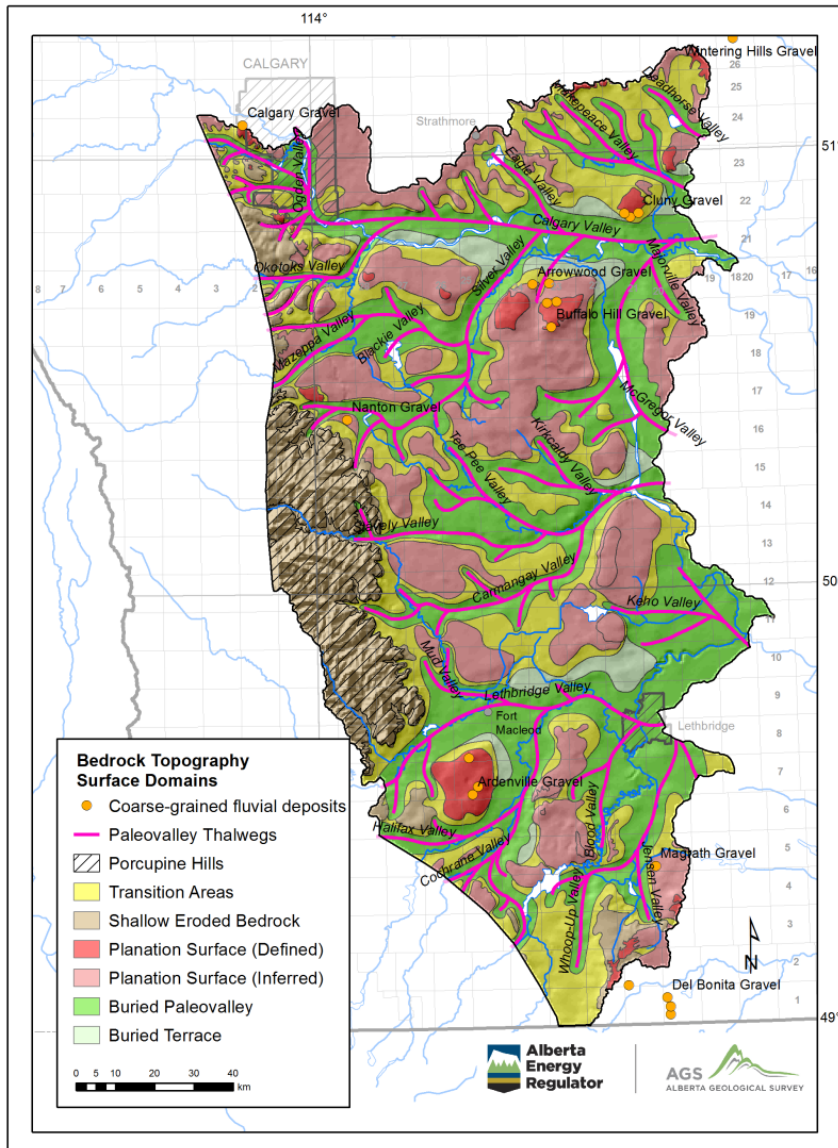 114°
Wintering Hills Gravel
26
25
24
23
22
21
CALGARY
Calgary Gravel
Strathmore
Deadhorse Valley
51°
Ogden Valley
Eagle Valley
Cluny Gravel
Calgary Valley
Majorville Valley
Okotoks Valley
Silver Valley
Arrowwood Gravel
8 7 6 5 4 3 2
19 18 20 17 16
Buffalo Hill Gravel
Mazeppa Valley
Blackie Valley
19
18
17
16
15
14
13
12
11
10
9
8
7
6
5
4
3
2
1
Nanton Gravel
McGregor Valley
Tee Pee Valley
Kirkcaldy Valley
Stavely Valley
Carmangay Valley
50°
Keho Valley
Mud Valley
Lethbridge Valley
Fort
Macleod
Lethbridge
Ardenville Gravel
Halifax Valley
Cochrane Valley
Blood Valley
Magrath Gravel
Jensen Valley
Whoop-Up Valley
N
Del Bonita Gravel
49°
Bedrock Topography
Surface Domains
Coarse-grained fluvial deposits
Paleovalley Thalwegs
Porcupine Hills
Transition Areas
Shallow Eroded Bedrock
Planation Surface (Defined)
Planation Surface (Inferred)
Buried Paleovalley
Buried Terrace
0 5 10 20 30 40
km
Alberta
Energy
Regulator
AGS
ALBERTA GEOLOGICAL SURVEY